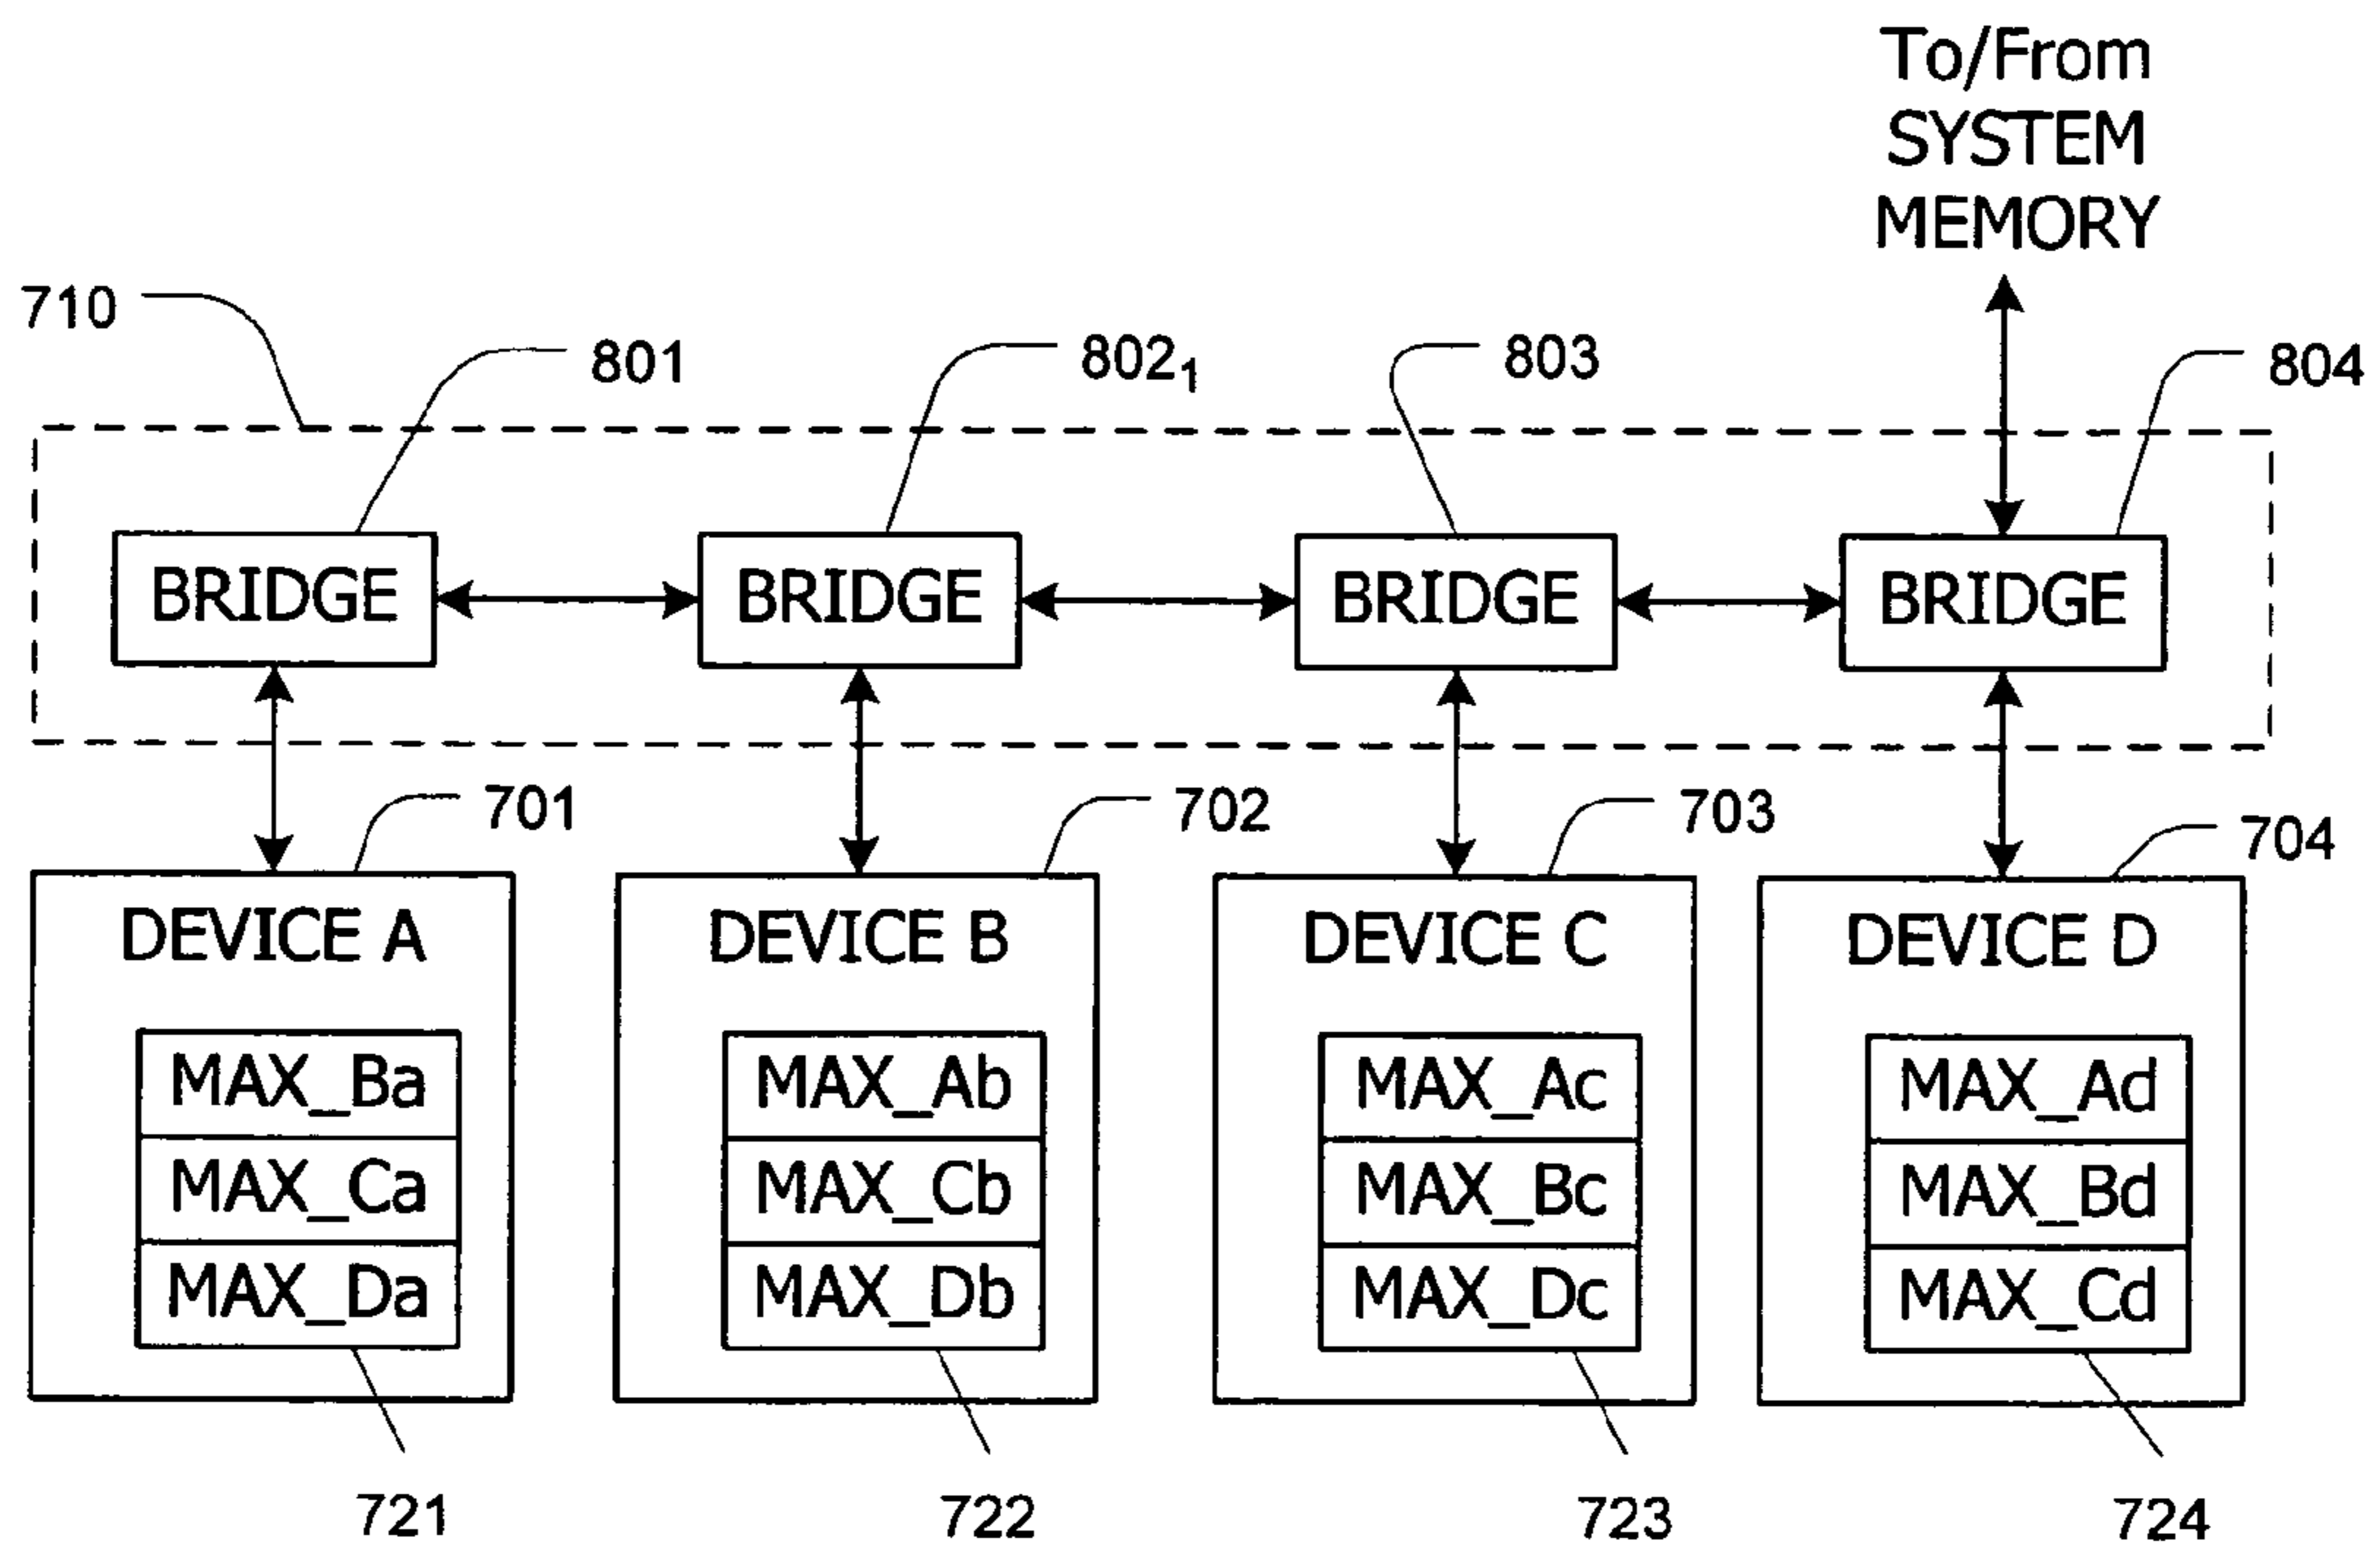 To/From
SYSTEM
MEMORY
710
801
802₁
803
804
BRIDGE
BRIDGE
BRIDGE
BRIDGE
701
702
703
704
DEVICE A
DEVICE B
DEVICE C
DEVICE D
MAX_Ba
MAX_Ca
MAX_Da
MAX_Ab
MAX_Cb
MAX_Db
MAX_Ac
MAX_Bc
MAX_Dc
MAX_Ad
MAX_Bd
MAX_Cd
721
722
723
724